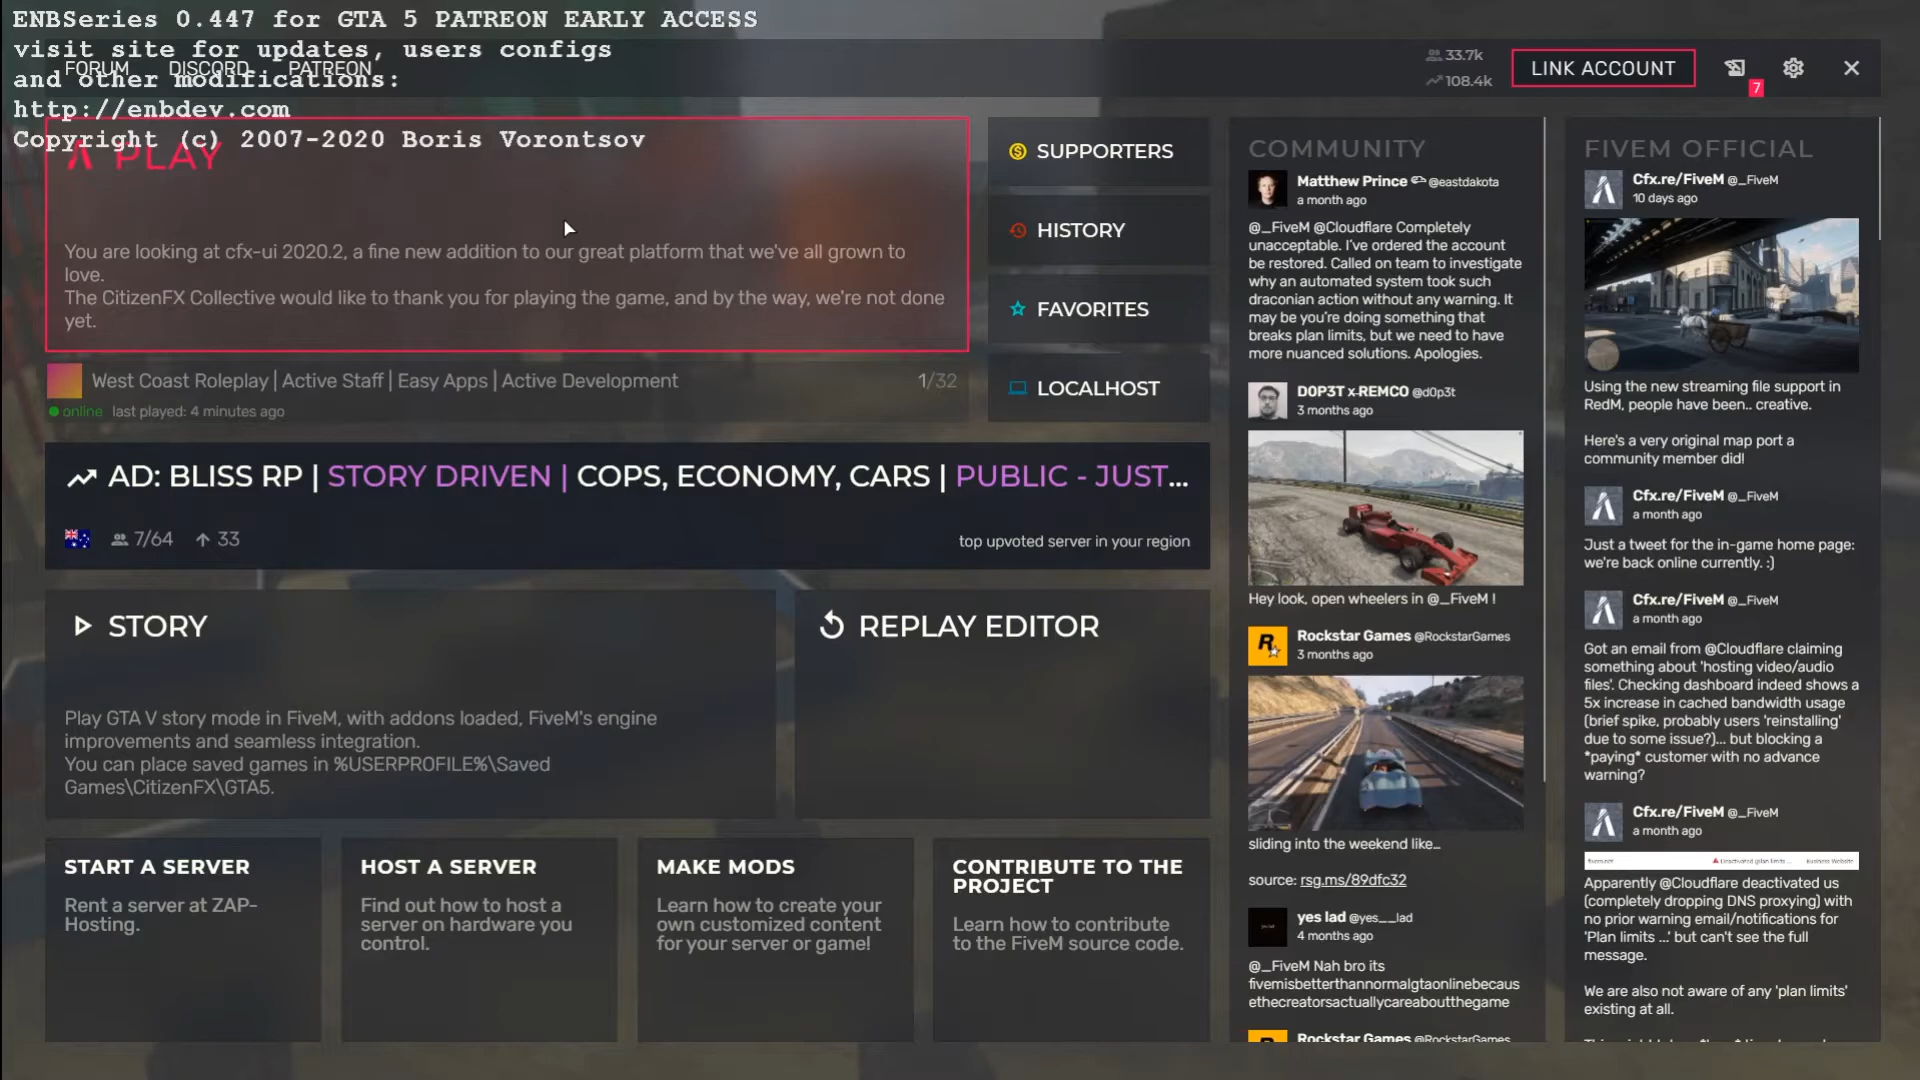 ENBSeries 0.447 for GTA 5 PATREON EARLY ACCESS
visit site for updates, users configs
and other modifications:
http://enbdev.com
Copyright (c) 2007-2020 Boris Vorontsov
FORUM DISCORD PATREON
33.7k
108.4k
LINK ACCOUNT
7
PLAY
You are looking at cfx-ui 2020.2, a fine new addition to our great platform that we've all grown to
love.
The CitizenFX Collective would like to thank you for playing the game, and by the way, we're not done
yet.
West Coast Roleplay | Active Staff | Easy Apps | Active Development
1/32
online last played: 4 minutes ago
SUPPORTERS
HISTORY
FAVORITES
LOCALHOST
AD: BLISS RP | STORY DRIVEN | COPS, ECONOMY, CARS | PUBLIC - JUST...
7/64 33
top upvoted server in your region
STORY
Play GTA V story mode in FiveM, with addons loaded, FiveM's engine
improvements and seamless integration.
You can place saved games in %USERPROFILE%\Saved
Games\CitizenFX\GTA5.
REPLAY EDITOR
START A SERVER
Rent a server at ZAP-
Hosting.
HOST A SERVER
Find out how to host a
server on hardware you
control.
MAKE MODS
Learn how to create your
own customized content
for your server or game!
CONTRIBUTE TO THE
PROJECT
Learn how to contribute
to the FiveM source code.
COMMUNITY
Matthew Prince @eastdakota
a month ago
@_FiveM @Cloudflare Completely
unacceptable. I've ordered the account
be restored. Called on team to investigate
why an automated system took such
draconian action without any warning. It
may be you're doing something that
breaks plan limits, but we need to have
more nuanced solutions. Apologies.
D0P3T x REMCO @d0p3t
3 months ago
Hey look, open wheelers in @_FiveM !
Rockstar Games @RockstarGames
3 months ago
sliding into the weekend like...
source: rsg.ms/89dfc32
yes lad @yes__lad
4 months ago
@_FiveM Nah bro its
fivemisbetterthannormalgtaonlinebecaus
ethecreatorsactuallycareaboutthegame
Rockstar Games @RockstarGames
FIVEM OFFICIAL
Cfx.re/FiveM @_FiveM
10 days ago
Using the new streaming file support in
RedM, people have been.. creative.
Here's a very original map port a
community member did!
Cfx.re/FiveM @_FiveM
a month ago
Just a tweet for the in-game home page:
we're back online currently. :)
Cfx.re/FiveM @_FiveM
a month ago
Got an email from @Cloudflare claiming
something about 'hosting video/audio
files'. Checking dashboard indeed shows a
5x increase in cached bandwidth usage
(brief spike, probably users 'reinstalling'
due to some issue?)... but blocking a
*paying* customer with no advance
warning?
Cfx.re/FiveM @_FiveM
a month ago
fivem.net Deactivated (plan limits ... Business Website
Apparently @Cloudflare deactivated us
(completely dropping DNS proxying) with
no prior warning email/notifications for
'Plan limits ...' but can't see the full
message.
We are also not aware of any 'plan limits'
existing at all.